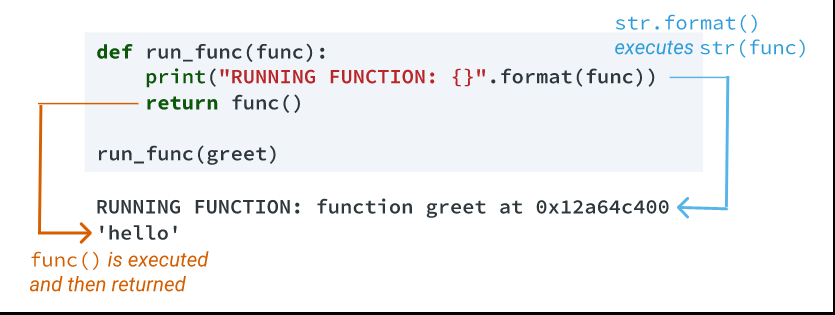 str.format()
executes str(func)
def run_func(func):
    print("RUNNING FUNCTION: {}".format(func))
    return func()
run_func(greet)
RUNNING FUNCTION: function greet at 0x12a64c400
'hello'
func() is executed
and then returned